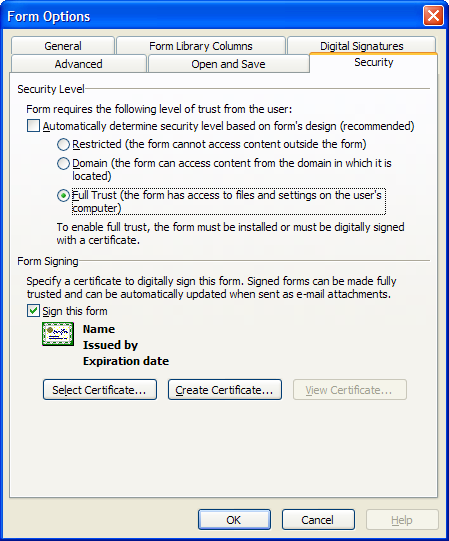 Form Options
General
Form Library Columns
Digital Signatures
Advanced
Open and Save
Security
Security Level
Form requires the following level of trust from the user:
Automatically determine security level based on form's design (recommended)
Restricted (the form cannot access content outside the form)
Domain (the form can access content from the domain in which it is
located)
Full Trust (the form has access to files and settings on the user's
computer)
To enable full trust, the form must be installed or must be digitally signed
with a certificate.
Form Signing
Specify a certificate to digitally sign this form. Signed forms can be made fully
trusted and can be automatically updated when sent as e-mail attachments.
Sign this form
Name
Issued by
Expiration date
Select Certificate...
Create Certificate...
View Certificate...
OK
Cancel
Help